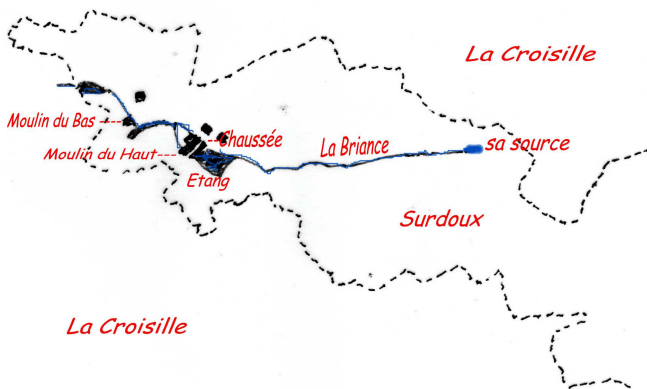 La Croisille
Moulin du Bas
Chaussée
La Briance
sa source
Moulin du Haut
Etang
Surdoux
La Croisille